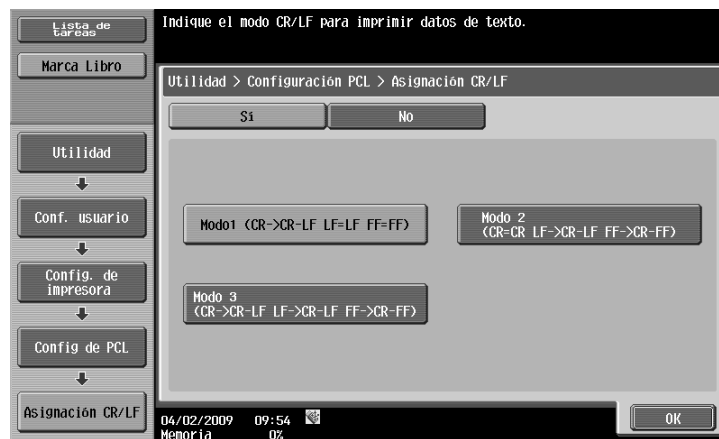 Lista de
tareas
Indique el modo CR/LF para imprimir datos de texto.
Marca Libro
Utilidad > Configuración PCL > Asignación CR/LF
Sí
No
Utilidad
Conf. usuario
Config. de
impresora
Config de PCL
Asignación CR/LF
Modo1 (CR->CR-LF LF=LF FF=FF)
Modo 2
(CR=CR LF->CR-LF FF->CR-FF)
Modo 3
(CR->CR-LF LF->CR-LF FF->CR-FF)
04/02/2009 09:54
Memoria 0%
OK